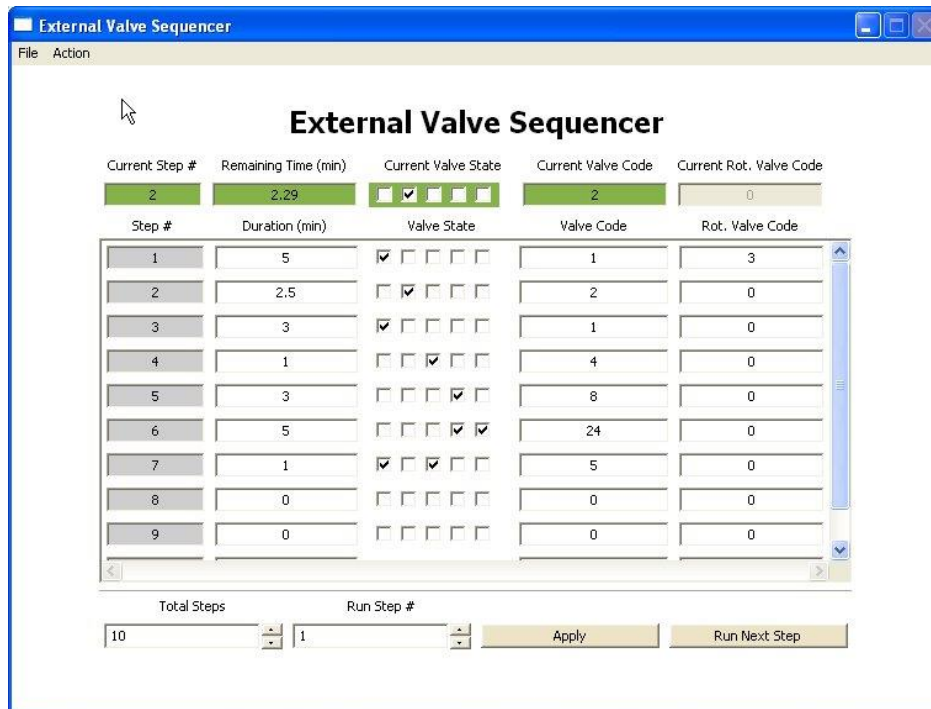 External Valve Sequencer
File Action
External Valve Sequencer
Current Step # Remaining Time (min) Current Valve State Current Valve Code Current Rot. Valve Code
2 2.29 2 0
Step # Duration (min) Valve State Valve Code Rot. Valve Code
1 5 1 3
2 2.5 2 0
3 3 1 0
4 1 4 0
5 3 8 0
6 5 24 0
7 1 5 0
8 0 0 0
9 0 0 0
Total Steps Run Step #
10 1 Apply Run Next Step